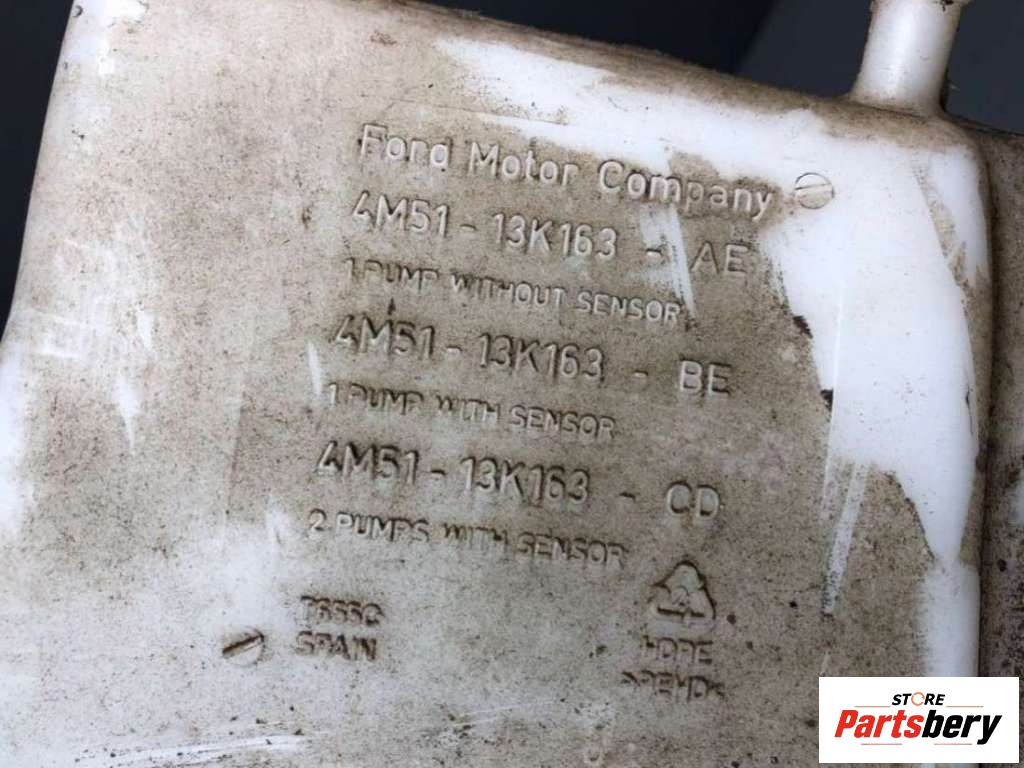 Ford Motor Company
4M51 - 13K163 - AE
1 PUMP WITHOUT SENSOR
4M51 - 13K163 - BE
1 PUMP WITH SENSOR
4M51 - 13K163 - CD
2 PUMPS WITH SENSOR
SPAIN
HDPE
STORE
Partsbery